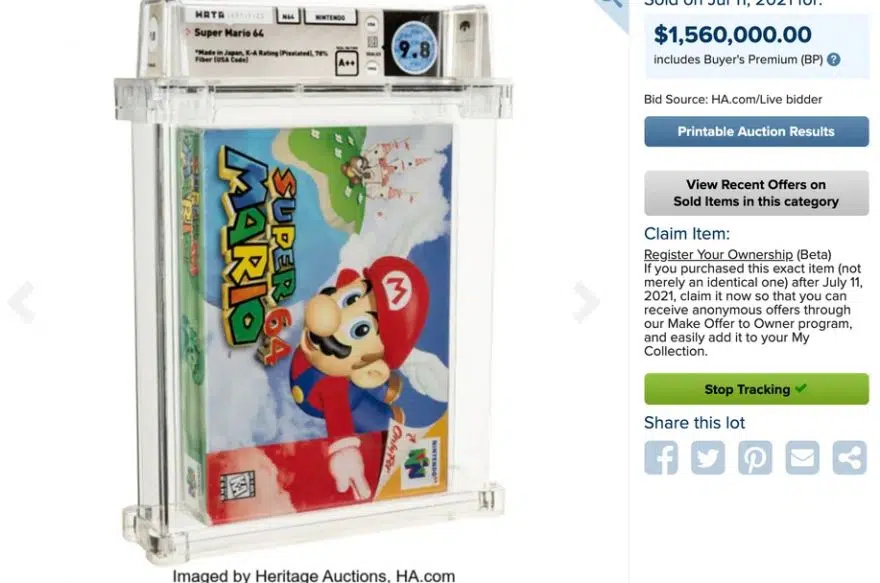 WATA CERTIFIED N64 NINTENDO
Super Mario 64
*Made in Japan, K-A Rating (Pixelated), 76%
Fiber (USA Code)
A++
9.8
SUPER
MARIO 64
Only for
NINTENDO 64
Imaged by Heritage Auctions, HA.com
Sold on Jul 11, 2021 for:
$1,560,000.00
includes Buyer's Premium (BP) ?
Bid Source: HA.com/Live bidder
Printable Auction Results
View Recent Offers on
Sold Items in this category
Claim Item:
Register Your Ownership (Beta)
If you purchased this exact item (not
merely an identical one) after July 11,
2021, claim it now so that you can
receive anonymous offers through
our Make Offer to Owner program,
and easily add it to your My
Collection.
Stop Tracking
Share this lot